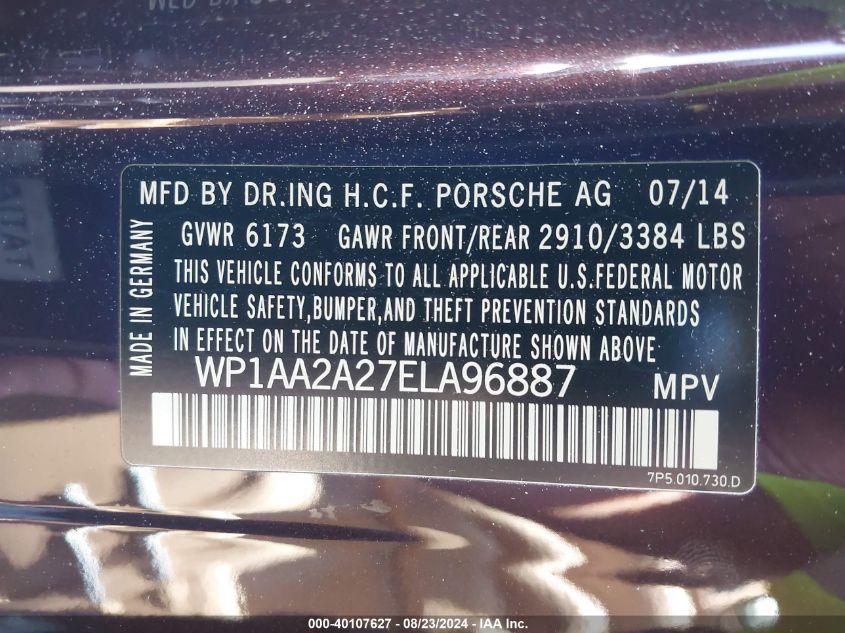 MFD BY DR.ING H.C.F. PORSCHE AG 07/14
GVWR 6173 GAWR FRONT/REAR 2910/3384 LBS
THIS VEHICLE CONFORMS TO ALL APPLICABLE U.S.FEDERAL MOTOR
VEHICLE SAFETY,BUMPER,AND THEFT PREVENTION STANDARDS
IN EFFECT ON THE DATE OF MANUFACTURE SHOWN ABOVE
MADE IN GERMANY
WP1AA2A27ELA96887 MPV
7P5.010.730.D
000-40107627 - 08/23/2024 - IAA Inc.